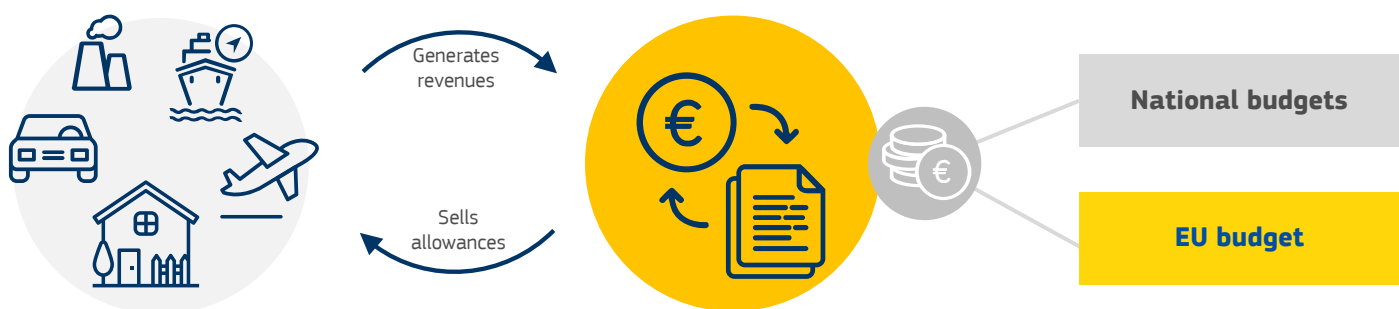 Generates
revenues
€
Sells
allowances
€
National budgets
EU budget